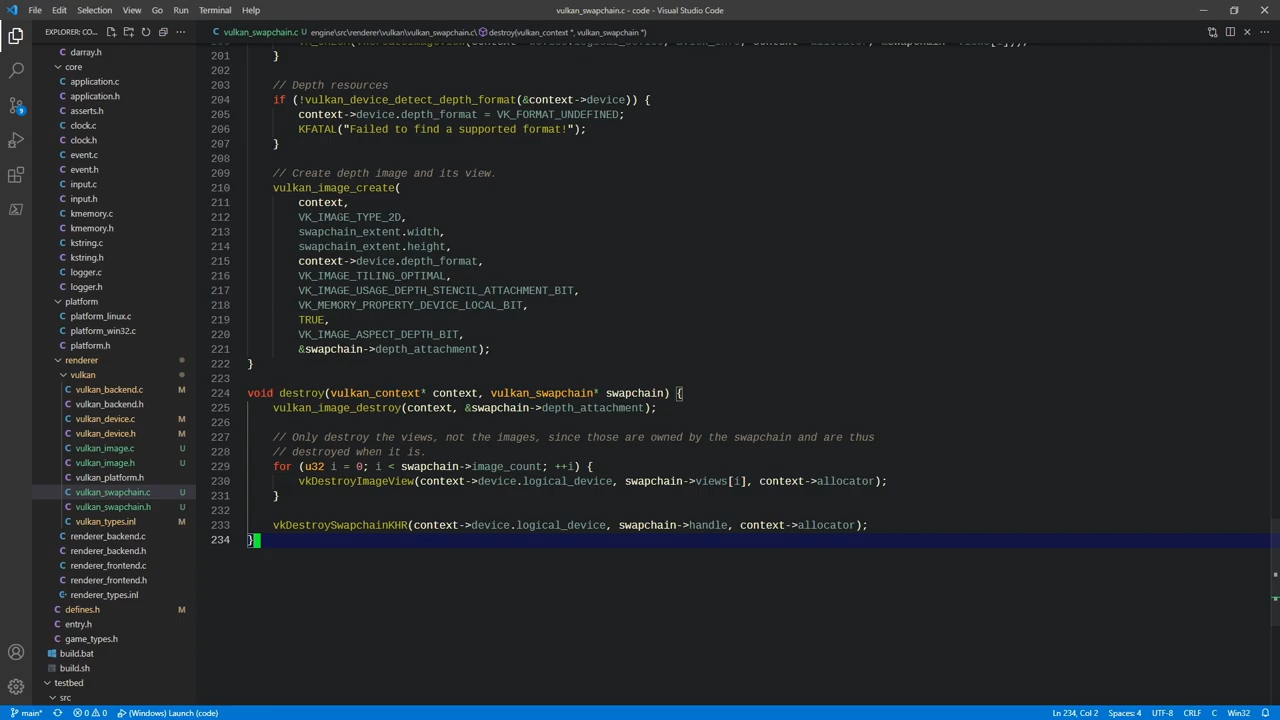 File Edit Selection View Go Run Terminal Help
vulkan_swapchain.c - code - Visual Studio Code
EXPLORER: CO...
vulkan_swapchain.c U
engine\src\renderer\vulkan\vulkan_swapchain.c\destroy(vulkan_context *, vulkan_swapchain *)
darray.h
core
application.c
application.h
asserts.h
clock.c
clock.h
event.c
event.h
input.c
input.h
kmemory.c
kmemory.h
kstring.c
kstring.h
logger.c
logger.h
platform
platform_linux.c
platform_win32.c
platform.h
renderer
vulkan
vulkan_backend.c M
vulkan_backend.h
vulkan_device.c M
vulkan_device.h M
vulkan_image.c U
vulkan_image.h U
vulkan_platform.h
vulkan_swapchain.c U
vulkan_swapchain.h U
vulkan_types.inl M
renderer_backend.c
renderer_backend.h
renderer_frontend.c
renderer_frontend.h
renderer_types.inl
defines.h M
entry.h
game_types.h
build.bat
build.sh
testbed
src
9
201 }
202
203 // Depth resources
204 if (!vulkan_device_detect_depth_format(&context->device)) {
205 context->device.depth_format = VK_FORMAT_UNDEFINED;
206 KFATAL("Failed to find a supported format!");
207 }
208
209 // Create depth image and its view.
210 vulkan_image_create(
211 context,
212 VK_IMAGE_TYPE_2D,
213 swapchain_extent.width,
214 swapchain_extent.height,
215 context->device.depth_format,
216 VK_IMAGE_TILING_OPTIMAL,
217 VK_IMAGE_USAGE_DEPTH_STENCIL_ATTACHMENT_BIT,
218 VK_MEMORY_PROPERTY_DEVICE_LOCAL_BIT,
219 TRUE,
220 VK_IMAGE_ASPECT_DEPTH_BIT,
221 &swapchain->depth_attachment);
222 }
223
224 void destroy(vulkan_context* context, vulkan_swapchain* swapchain) {
225 vulkan_image_destroy(context, &swapchain->depth_attachment);
226
227 // Only destroy the views, not the images, since those are owned by the swapchain and are thus
228 // destroyed when it is.
229 for (u32 i = 0; i < swapchain->image_count; ++i) {
230 vkDestroyImageView(context->device.logical_device, swapchain->views[i], context->allocator);
231 }
232
233 vkDestroySwapchainKHR(context->device.logical_device, swapchain->handle, context->allocator);
234 }
main* 0 0 (Windows) Launch (code)
Ln 234, Col 2 Spaces: 4 UTF-8 CRLF C Win32